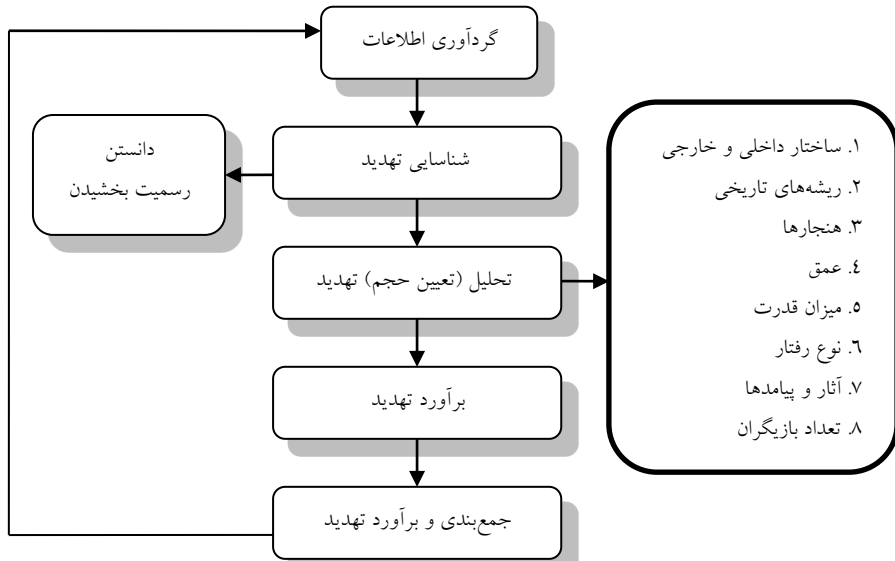 گردآوری اطلاعات
شناسایی تهدید
دانستن
رسمیت بخشیدن
تحلیل (تعیین حجم) تهدید
۱. ساختار داخلی و خارجی
۲. ریشه‌های تاریخی
۳. هنجارها
٤. عمق
٥. میزان قدرت
٦. نوع رفتار
۷. آثار و پیامدها
۸. تعداد بازیگران
برآورد تهدید
جمع‌بندی و برآورد تهدید